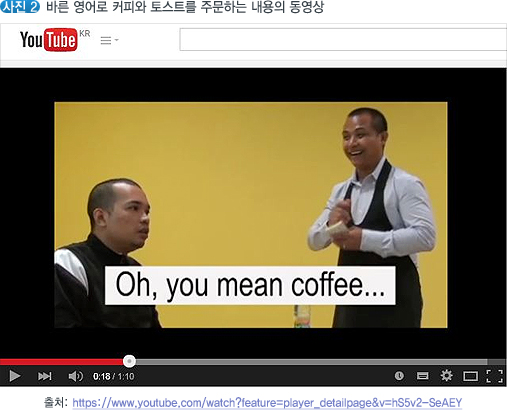 사진 2 바른 영어로 커피와 토스트를 주문하는 내용의 동영상
YouTube KR
Oh, you mean coffee...
0:18 / 1:10
출처: https://www.youtube.com/watch?feature=player_detailpage&v=hS5v2-SeAEY